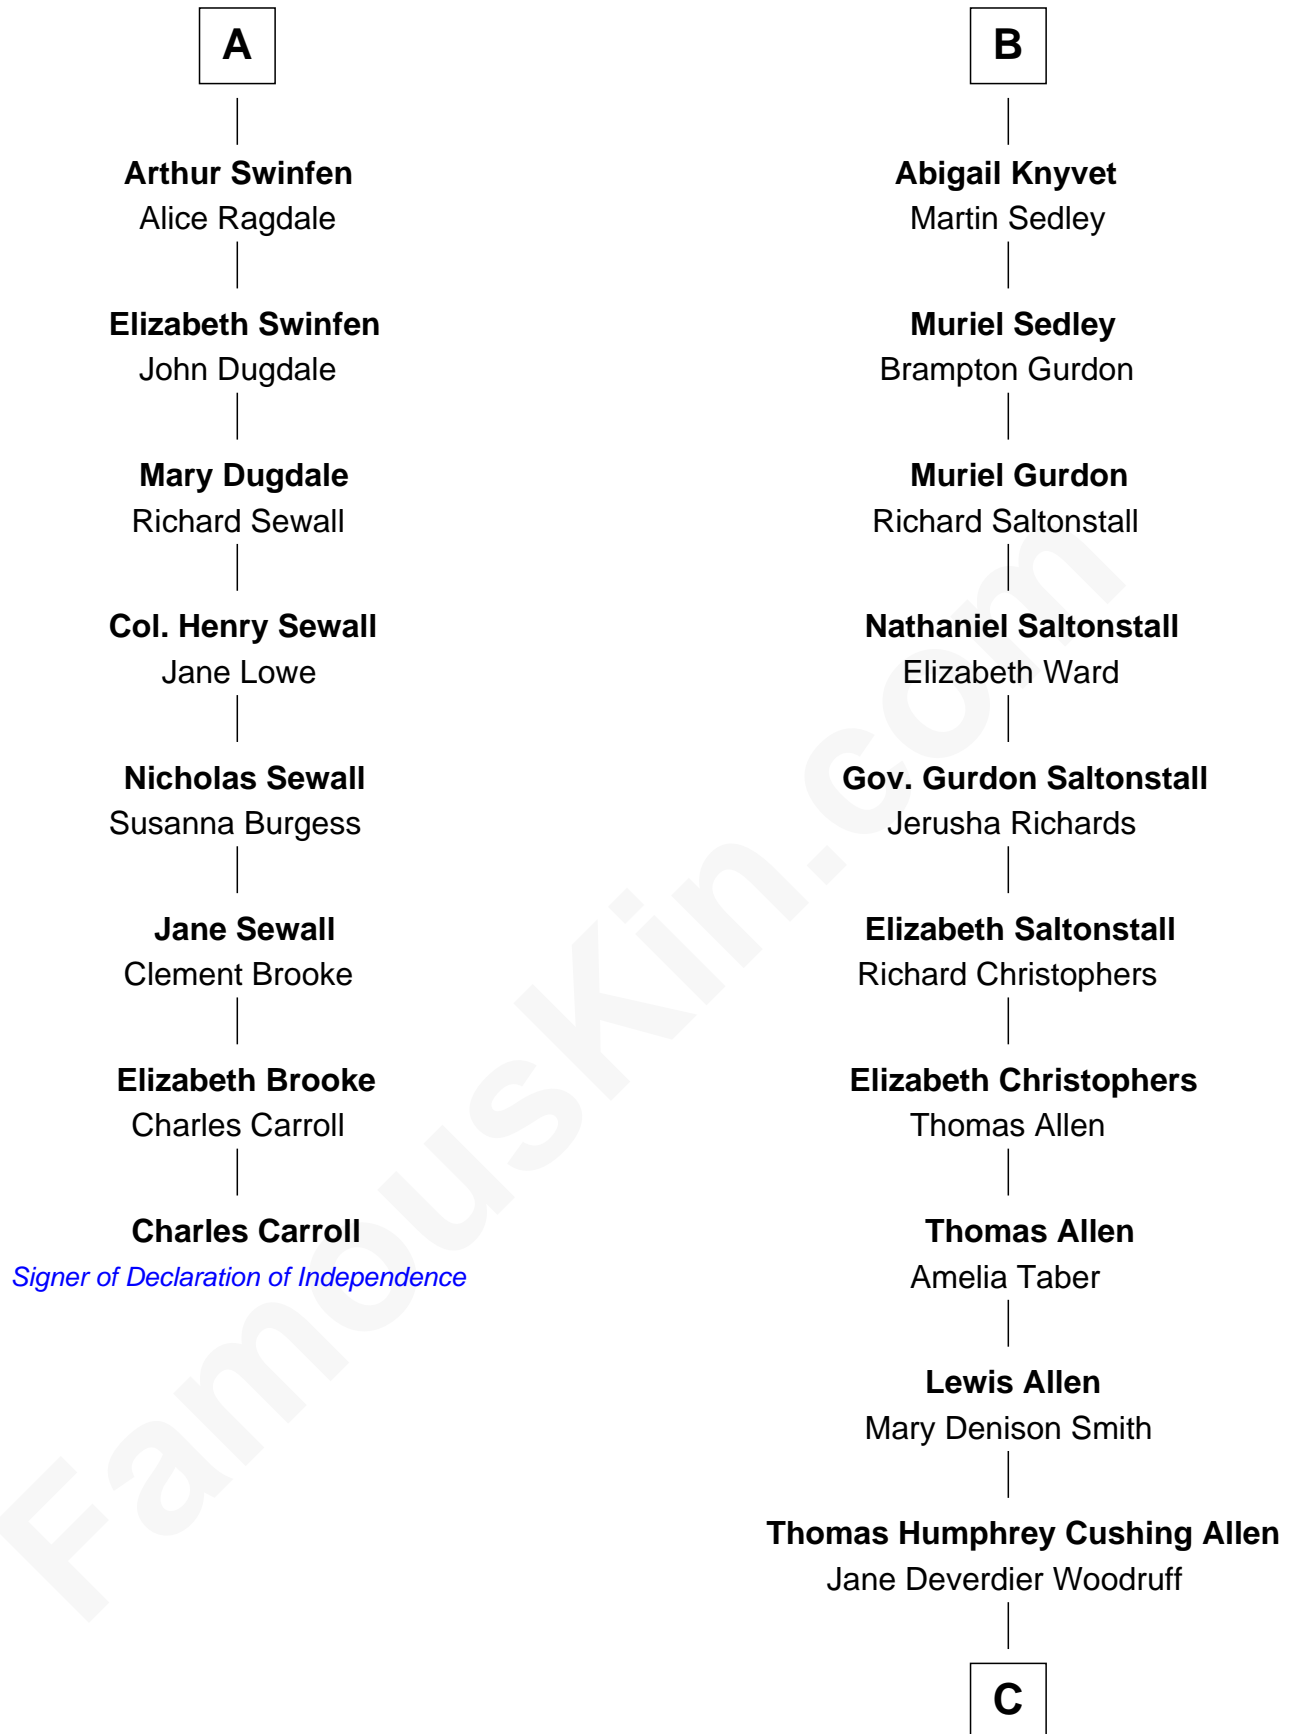 A
Arthur Swinfen
Alice Ragdale
Elizabeth Swinfen
John Dugdale
Mary Dugdale
Richard Sewall
Col. Henry Sewall
Jane Lowe
Nicholas Sewall
Susanna Burgess
Jane Sewall
Clement Brooke
Elizabeth Brooke
Charles Carroll
Charles Carroll
Signer of Declaration of Independence
B
Abigail Knyvet
Martin Sedley
Muriel Sedley
Brampton Gurdon
Muriel Gurdon
Richard Saltonstall
Nathaniel Saltonstall
Elizabeth Ward
Gov. Gurdon Saltonstall
Jerusha Richards
Elizabeth Saltonstall
Richard Christophers
Elizabeth Christophers
Thomas Allen
Thomas Allen
Amelia Taber
Lewis Allen
Mary Denison Smith
Thomas Humphrey Cushing Allen
Jane Deverdier Woodruff
C
FamousKin.com